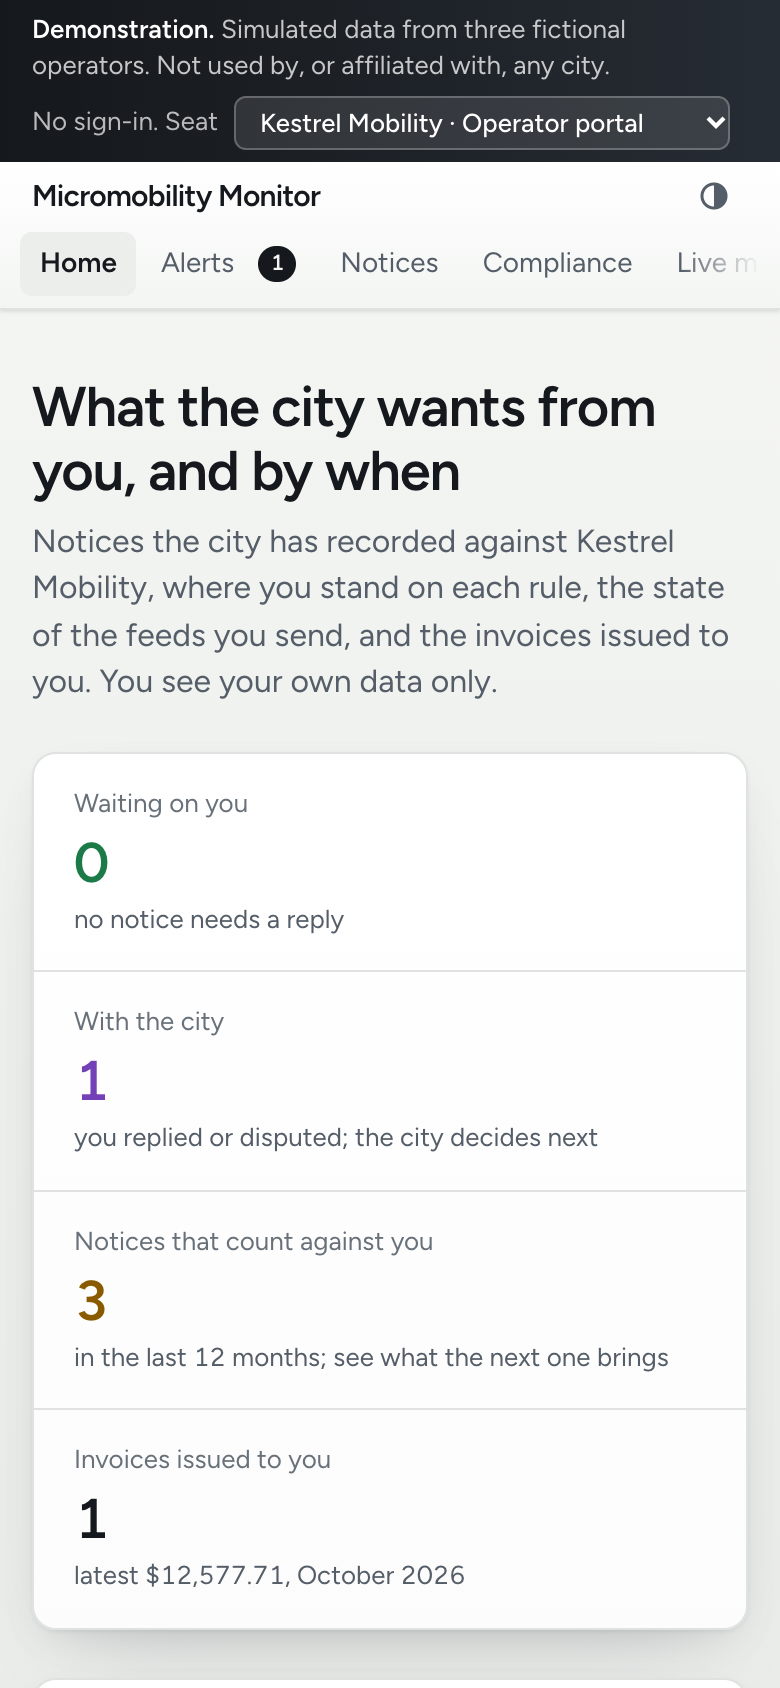 Demonstration. Simulated data from three fictional
operators. Not used by, or affiliated with, any city.
No sign-in. Seat Kestrel Mobility · Operator portal
Micromobility Monitor
Home Alerts 1 Notices Compliance Live m
What the city wants from
you, and by when
Notices the city has recorded against Kestrel
Mobility, where you stand on each rule, the state
of the feeds you send, and the invoices issued to
you. You see your own data only.
Waiting on you
0
no notice needs a reply
With the city
1
you replied or disputed; the city decides next
Notices that count against you
3
in the last 12 months; see what the next one brings
Invoices issued to you
1
latest $12,577.71, October 2026